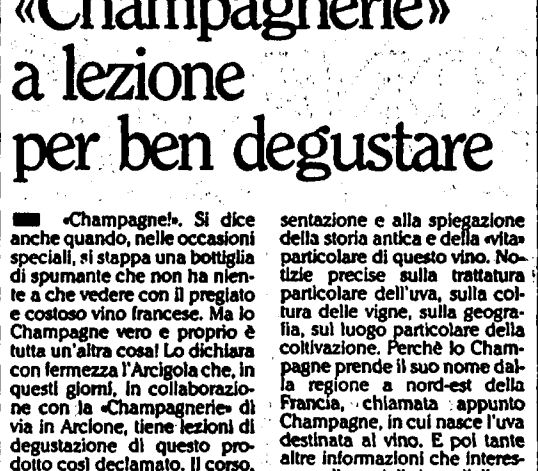 «Champagnerie»
a lezione
per ben degustare
«Champagne!». Si dice
anche quando, nelle occasioni
speciali, si stappa una bottiglia
di spumante che non ha nien-
te a che vedere con il pregiato
e costoso vino francese. Ma lo
Champagne vero e proprio è
tutta un'altra cosa! Lo dichiara
con fermezza l'Arcigola che, in
questi giorni, in collaborazio-
ne con la «Champagnerie» di
via in Arcione, tiene lezioni di
degustazione di questo pro-
dotto così declamato. Il corso,
sentazione e alla spiegazione
della storia antica e della «vita»
particolare di questo vino. No-
tizie precise sulla trattatura
particolare dell'uva, sulla col-
tura delle vigne, sulla geogra-
fia, sul luogo particolare della
coltivazione. Perchè lo Cham-
pagne prende il suo nome dal-
la regione a nord-est della
Francia, chiamata appunto
Champagne, in cui nasce l'uva
destinata al vino. E poi tante
altre informazioni che interes-